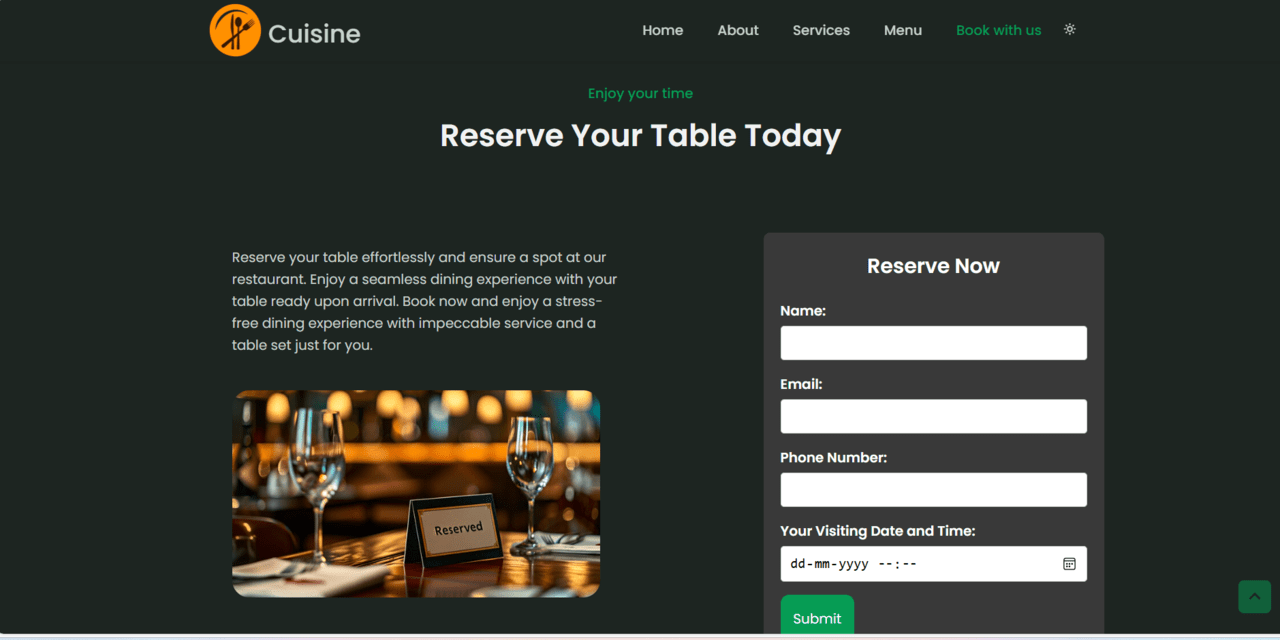 Cuisine
Home
About
Services
Menu
Book with us
Enjoy your time
Reserve Your Table Today
Reserve your table effortlessly and ensure a spot at our
restaurant. Enjoy a seamless dining experience with your
table ready upon arrival. Book now and enjoy a stress-
free dining experience with impeccable service and a
table set just for you.
Reserved
Reserve Now
Name:
Email:
Phone Number:
Your Visiting Date and Time:
dd-mm-yyyy --:--
Submit